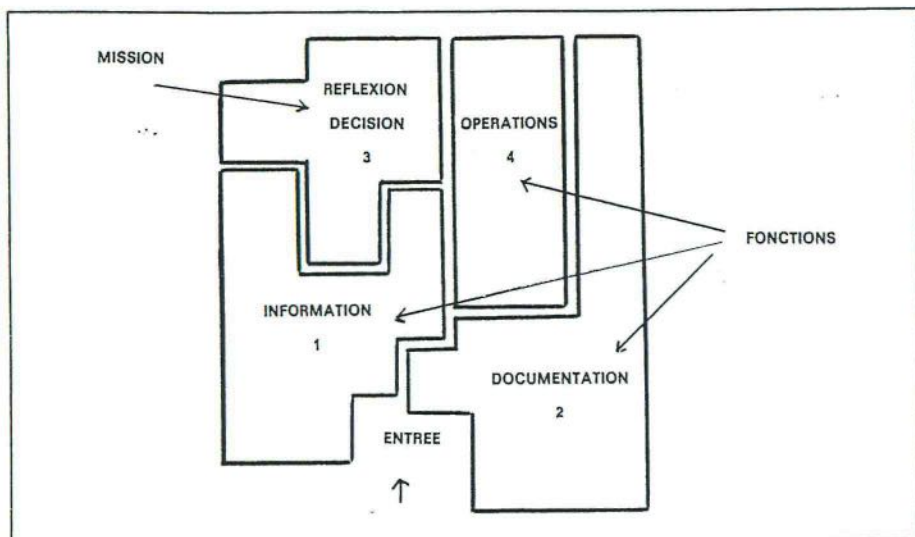 MISSION
REFLEXION
DECISION
3
OPERATIONS
4
FONCTIONS
INFORMATION
1
DOCUMENTATION
2
ENTREE